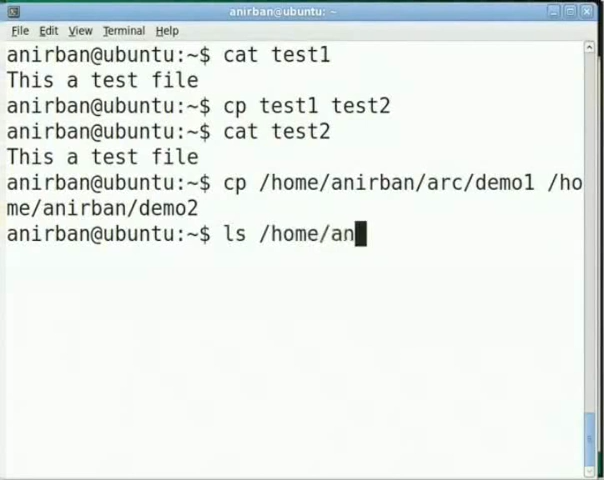 anirban@ubuntu: ~
File Edit View Terminal Help
anirban@ubuntu:~$ cat test1
This a test file
anirban@ubuntu:~$ cp test1 test2
anirban@ubuntu:~$ cat test2
This a test file
anirban@ubuntu:~$ cp /home/anirban/arc/demo1 /ho
me/anirban/demo2
anirban@ubuntu:~$ ls /home/an